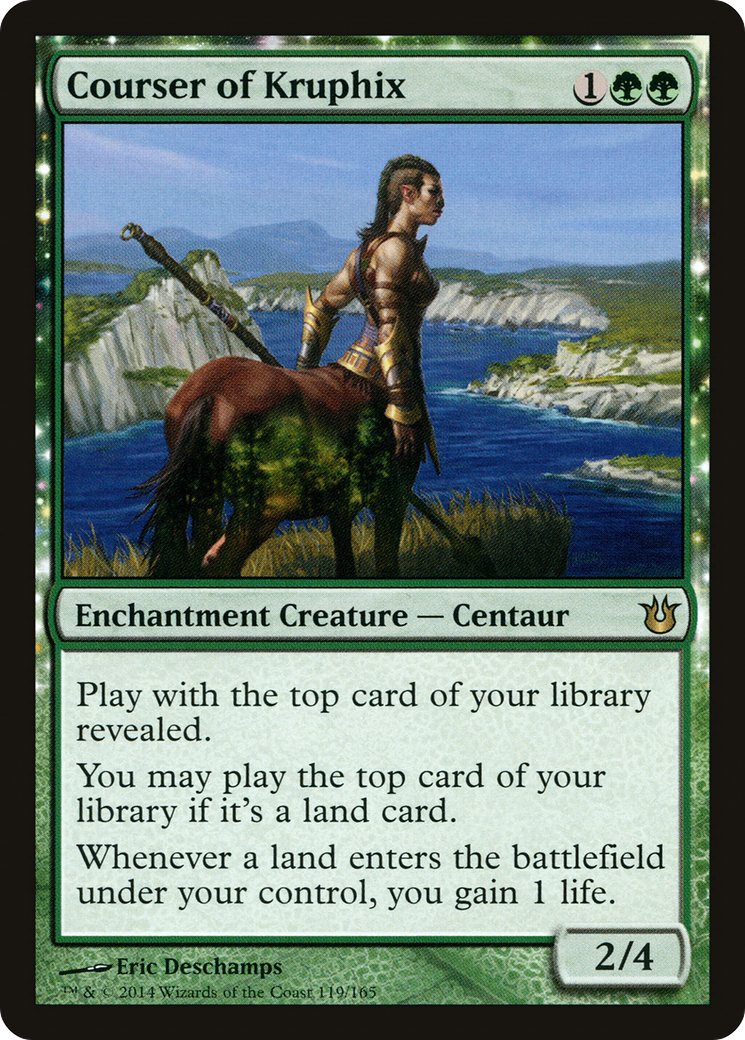 Courser of Kruphix 1
Enchantment Creature — Centaur
Play with the top card of your library
revealed.
You may play the top card of your
library if it's a land card.
Whenever a land enters the battlefield
under your control, you gain 1 life.
2/4
Eric Deschamps
™ & © 2014 Wizards of the Coast 119/165